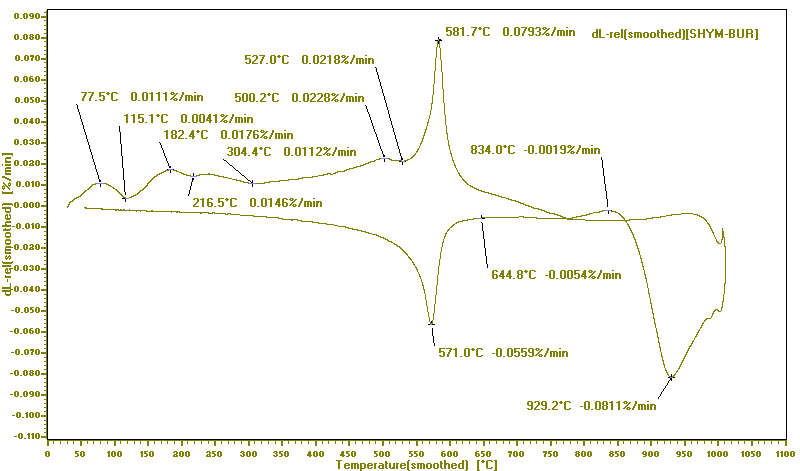 0.090
0.080
0.070
0.060
0.050
0.040
0.030
0.020
0.010
0.000
-0.010
-0.020
-0.030
-0.040
-0.050
-0.060
-0.070
-0.080
-0.090
-0.100
-0.110
dL-rel(smoothed) [%/min]
581.7°C 0.0793%/min
dL-rel(smoothed)[SHYM-BUR]
527.0°C 0.0218%/min
77.5°C 0.0111%/min
500.2°C 0.0228%/min
115.1°C 0.0041%/min
182.4°C 0.0176%/min
304.4°C 0.0112%/min
834.0°C -0.0019%/min
216.5°C 0.0146%/min
644.8°C -0.0054%/min
571.0°C -0.0559%/min
929.2°C -0.0811%/min
0 50 100 150 200 250 300 350 400 450 500 550 600 650 700 750 800 850 900 950 1000 1050 1100
Temperature(smoothed) [°C]